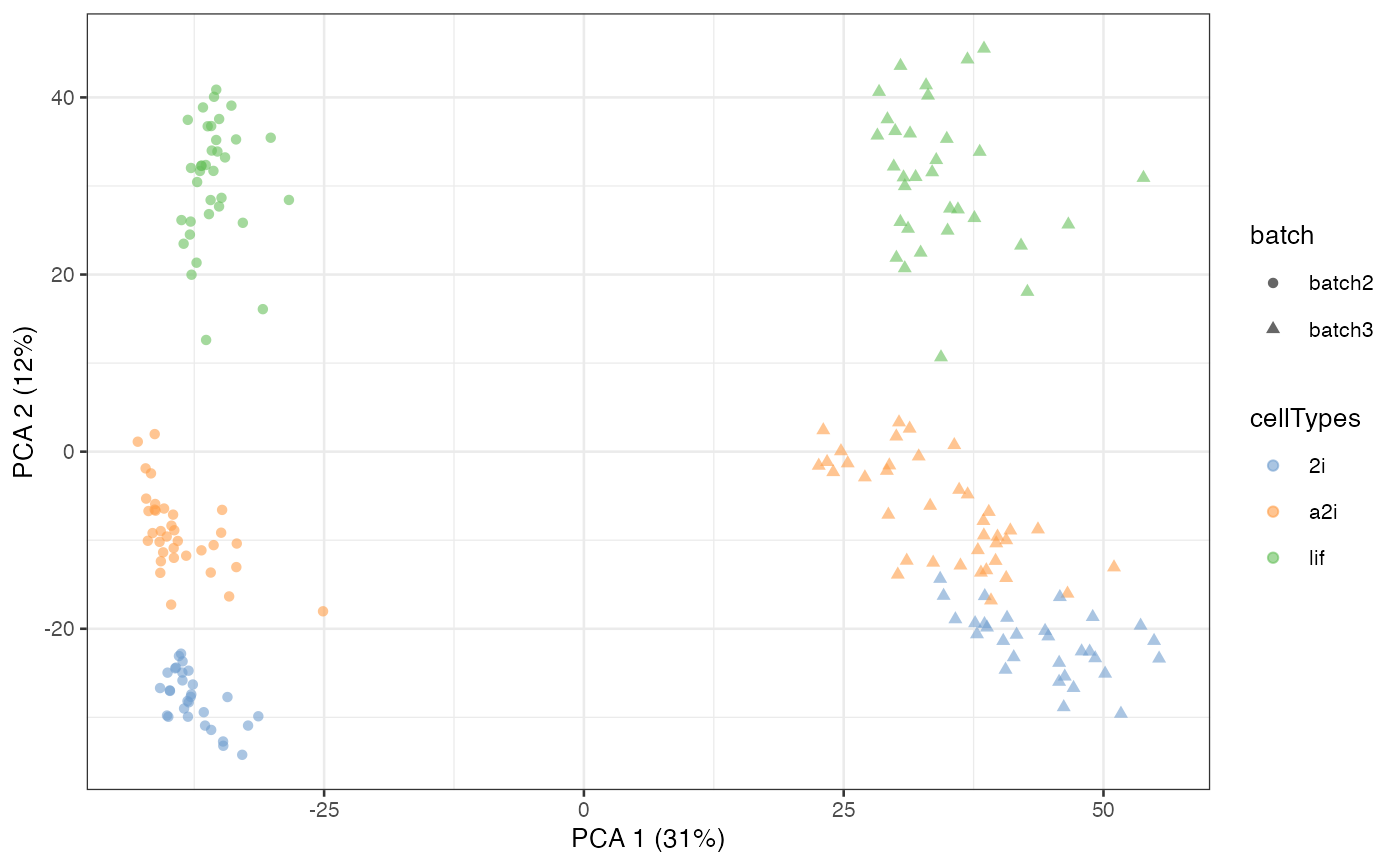 40
20
0
-20
PCA 2 (12%)
-25
0
25
50
PCA 1 (31%)
batch
batch2
batch3
cellTypes
2i
a2i
lif